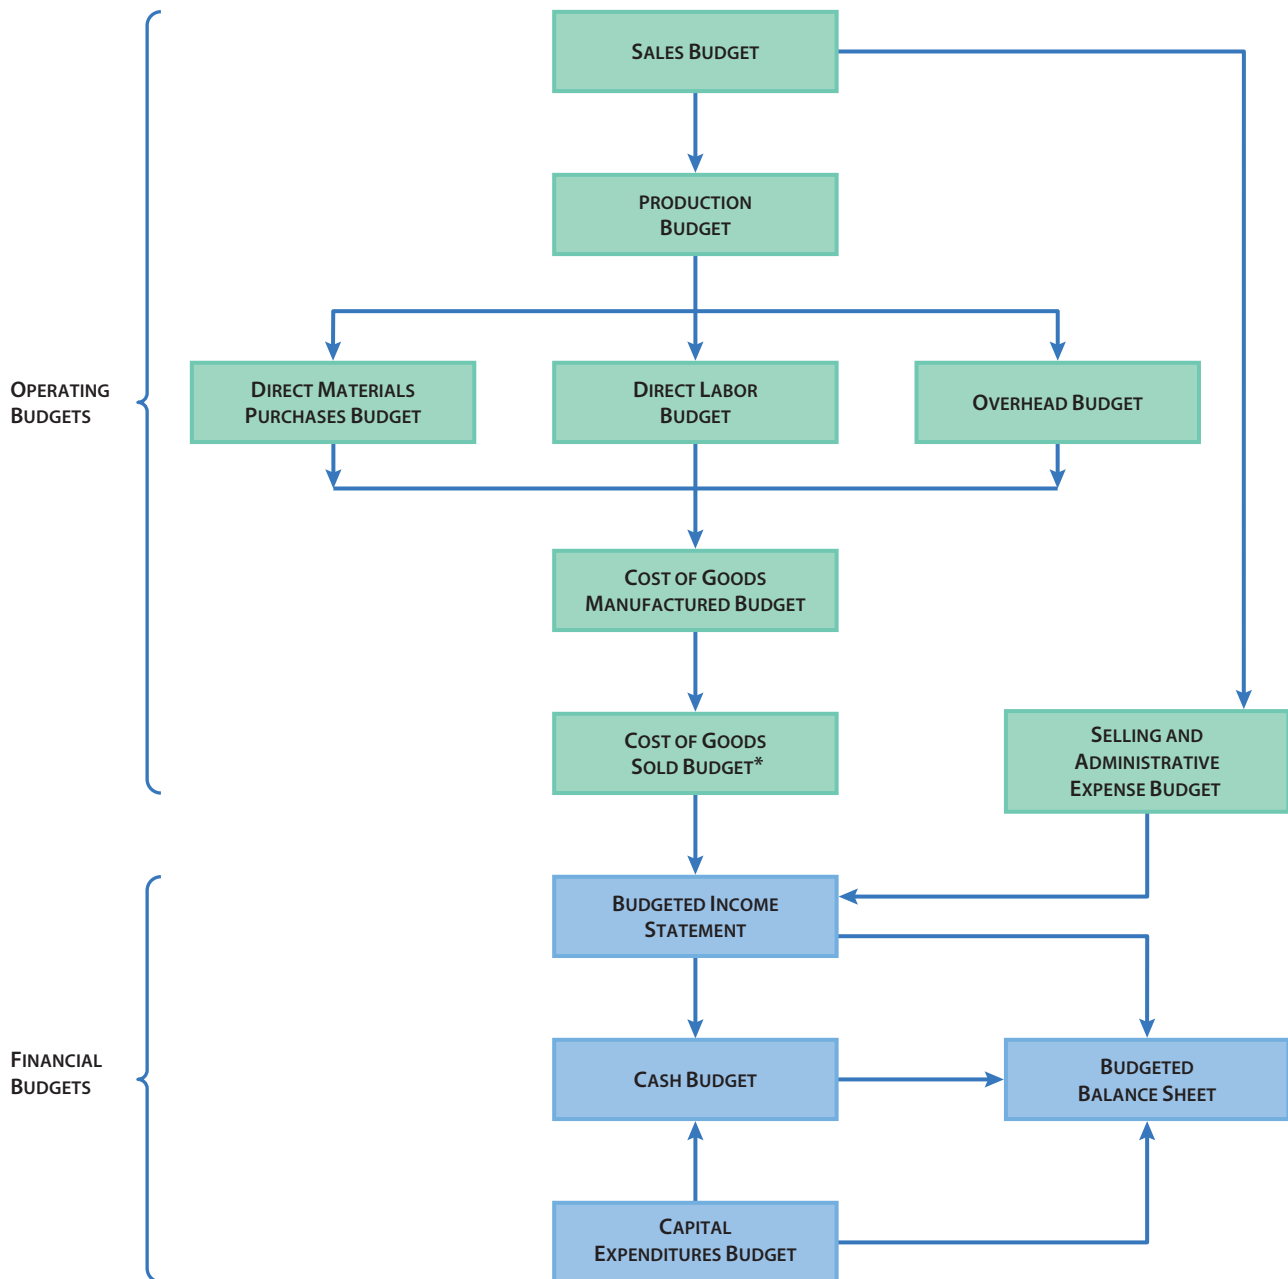 SALES BUDGET
PRODUCTION
BUDGET
OPERATING
BUDGETS
DIRECT MATERIALS
PURCHASES BUDGET
DIRECT LABOR
BUDGET
OVERHEAD BUDGET
COST OF GOODS
MANUFACTURED BUDGET
COST OF GOODS
SOLD BUDGET*
SELLING AND
ADMINISTRATIVE
EXPENSE BUDGET
BUDGETED INCOME
STATEMENT
FINANCIAL
BUDGETS
CASH BUDGET
BUDGETED
BALANCE SHEET
CAPITAL
EXPENDITURES BUDGET